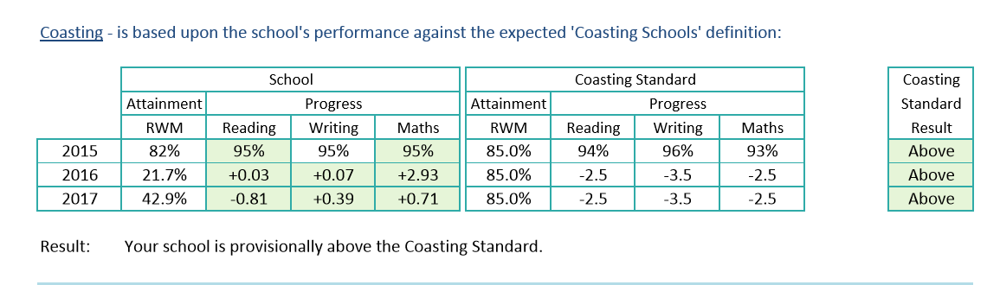 Coasting - is based upon the school's performance against the expected 'Coasting Schools' definition:
School Coasting Standard Coasting
Attainment Progress Attainment Progress Standard
RWM Reading Writing Maths RWM Reading Writing Maths Result
2015 82% 95% 95% 95% 85.0% 94% 96% 93% Above
2016 21.7% +0.03 +0.07 +2.93 85.0% -2.5 -3.5 -2.5 Above
2017 42.9% -0.81 +0.39 +0.71 85.0% -2.5 -3.5 -2.5 Above
Result: Your school is provisionally above the Coasting Standard.